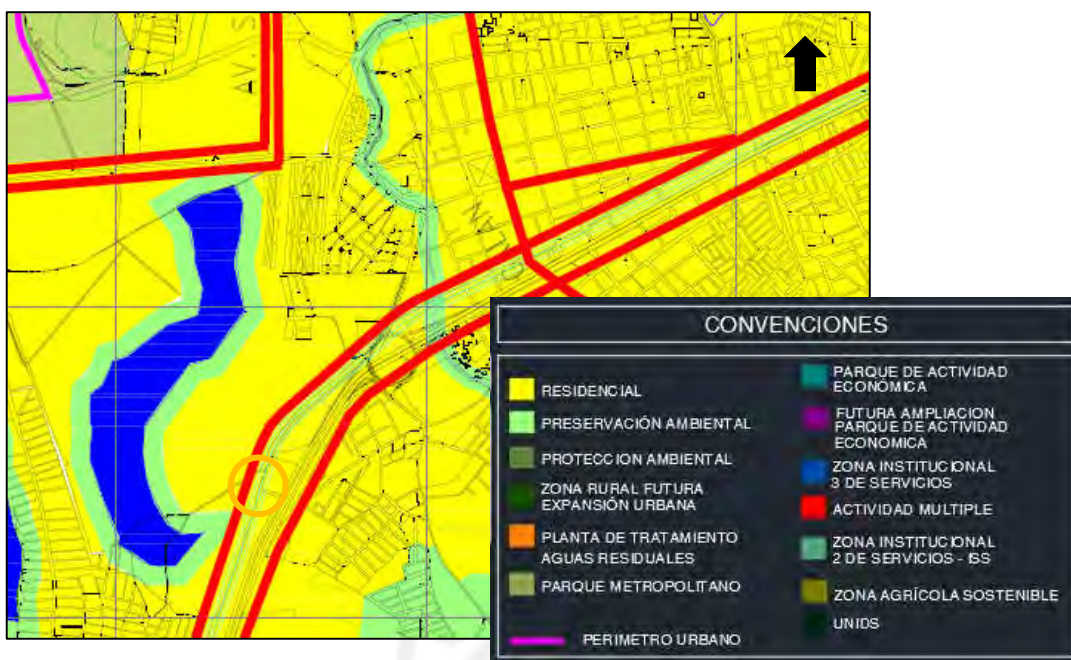 AV. S
LAN
CONVENCIONES
RESIDENCIAL
PRESERVACIÓN AMBIENTAL
PROTECCION AMBIENTAL
ZONA RURAL FUTURA
EXPANSIÓN URBANA
PLANTA DE TRATAMIENTO
AGUAS RESIDUALES
PARQUE METROPOLITANO
PERIMETRO URBANO
PARQUE DE ACTIVIDAD
ECONÓMICA
FUTURA AMPLIACION
PARQUE DE ACTIVIDAD
ECONOMICA
ZONA INSTITUCIONAL
3 DE SERVICIOS
ACTIVIDAD MULTIPLE
ZONA INSTITUCIONAL
2 DE SERVICIOS - ISS
ZONA AGRÍCOLA SOSTENIBLE
UNIDS